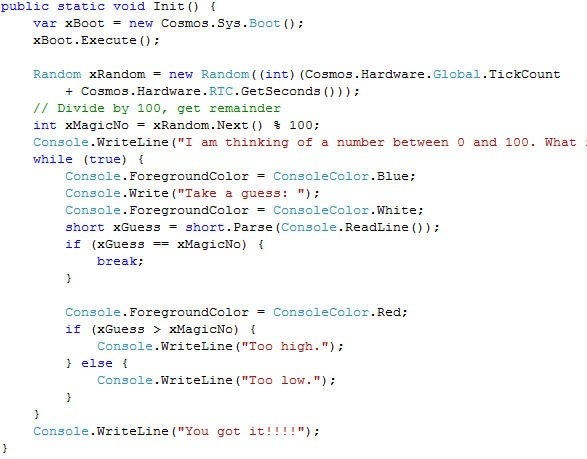 public static void Init() {
    var xBoot = new Cosmos.Sys.Boot();
    xBoot.Execute();

    Random xRandom = new Random((int)(Cosmos.Hardware.Global.TickCount
        + Cosmos.Hardware.RTC.GetSeconds()));
    // Divide by 100, get remainder
    int xMagicNo = xRandom.Next() % 100;
    Console.WriteLine("I am thinking of a number between 0 and 100. What
    while (true) {
        Console.ForegroundColor = ConsoleColor.Blue;
        Console.Write("Take a guess: ");
        Console.ForegroundColor = ConsoleColor.White;
        short xGuess = short.Parse(Console.ReadLine());
        if (xGuess == xMagicNo) {
            break;
        }

        Console.ForegroundColor = ConsoleColor.Red;
        if (xGuess > xMagicNo) {
            Console.WriteLine("Too high.");
        } else {
            Console.WriteLine("Too low.");
        }
    }
    Console.WriteLine("You got it!!!!");
}